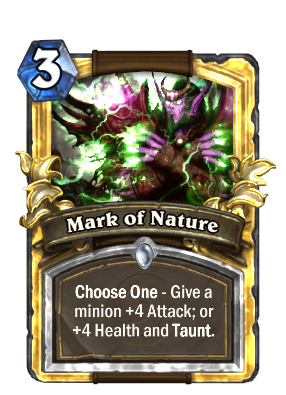 3
Mark of Nature
Choose One - Give a
minion +4 Attack; or
+4 Health and Taunt.